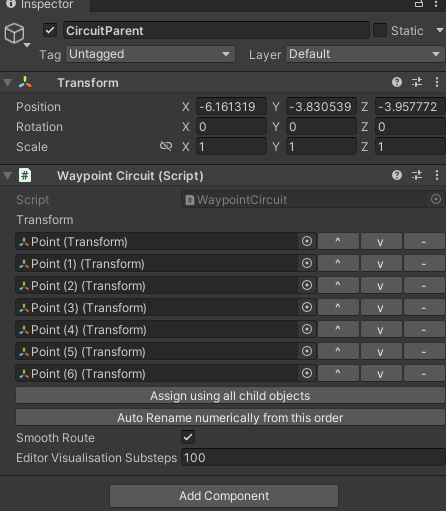 Inspector
CircuitParent Static
Tag Untagged Layer Default
Transform
Position X -6.161319 Y -3.830539 Z -3.957772
Rotation X 0 Y 0 Z 0
Scale X 1 Y 1 Z 1
# Waypoint Circuit (Script)
Script # WaypointCircuit
Transform
Point (Transform) ^ v -
Point (1) (Transform) ^ v -
Point (2) (Transform) ^ v -
Point (3) (Transform) ^ v -
Point (4) (Transform) ^ v -
Point (5) (Transform) ^ v -
Point (6) (Transform) ^ v -
Assign using all child objects
Auto Rename numerically from this order
Smooth Route
Editor Visualisation Substeps 100
Add Component